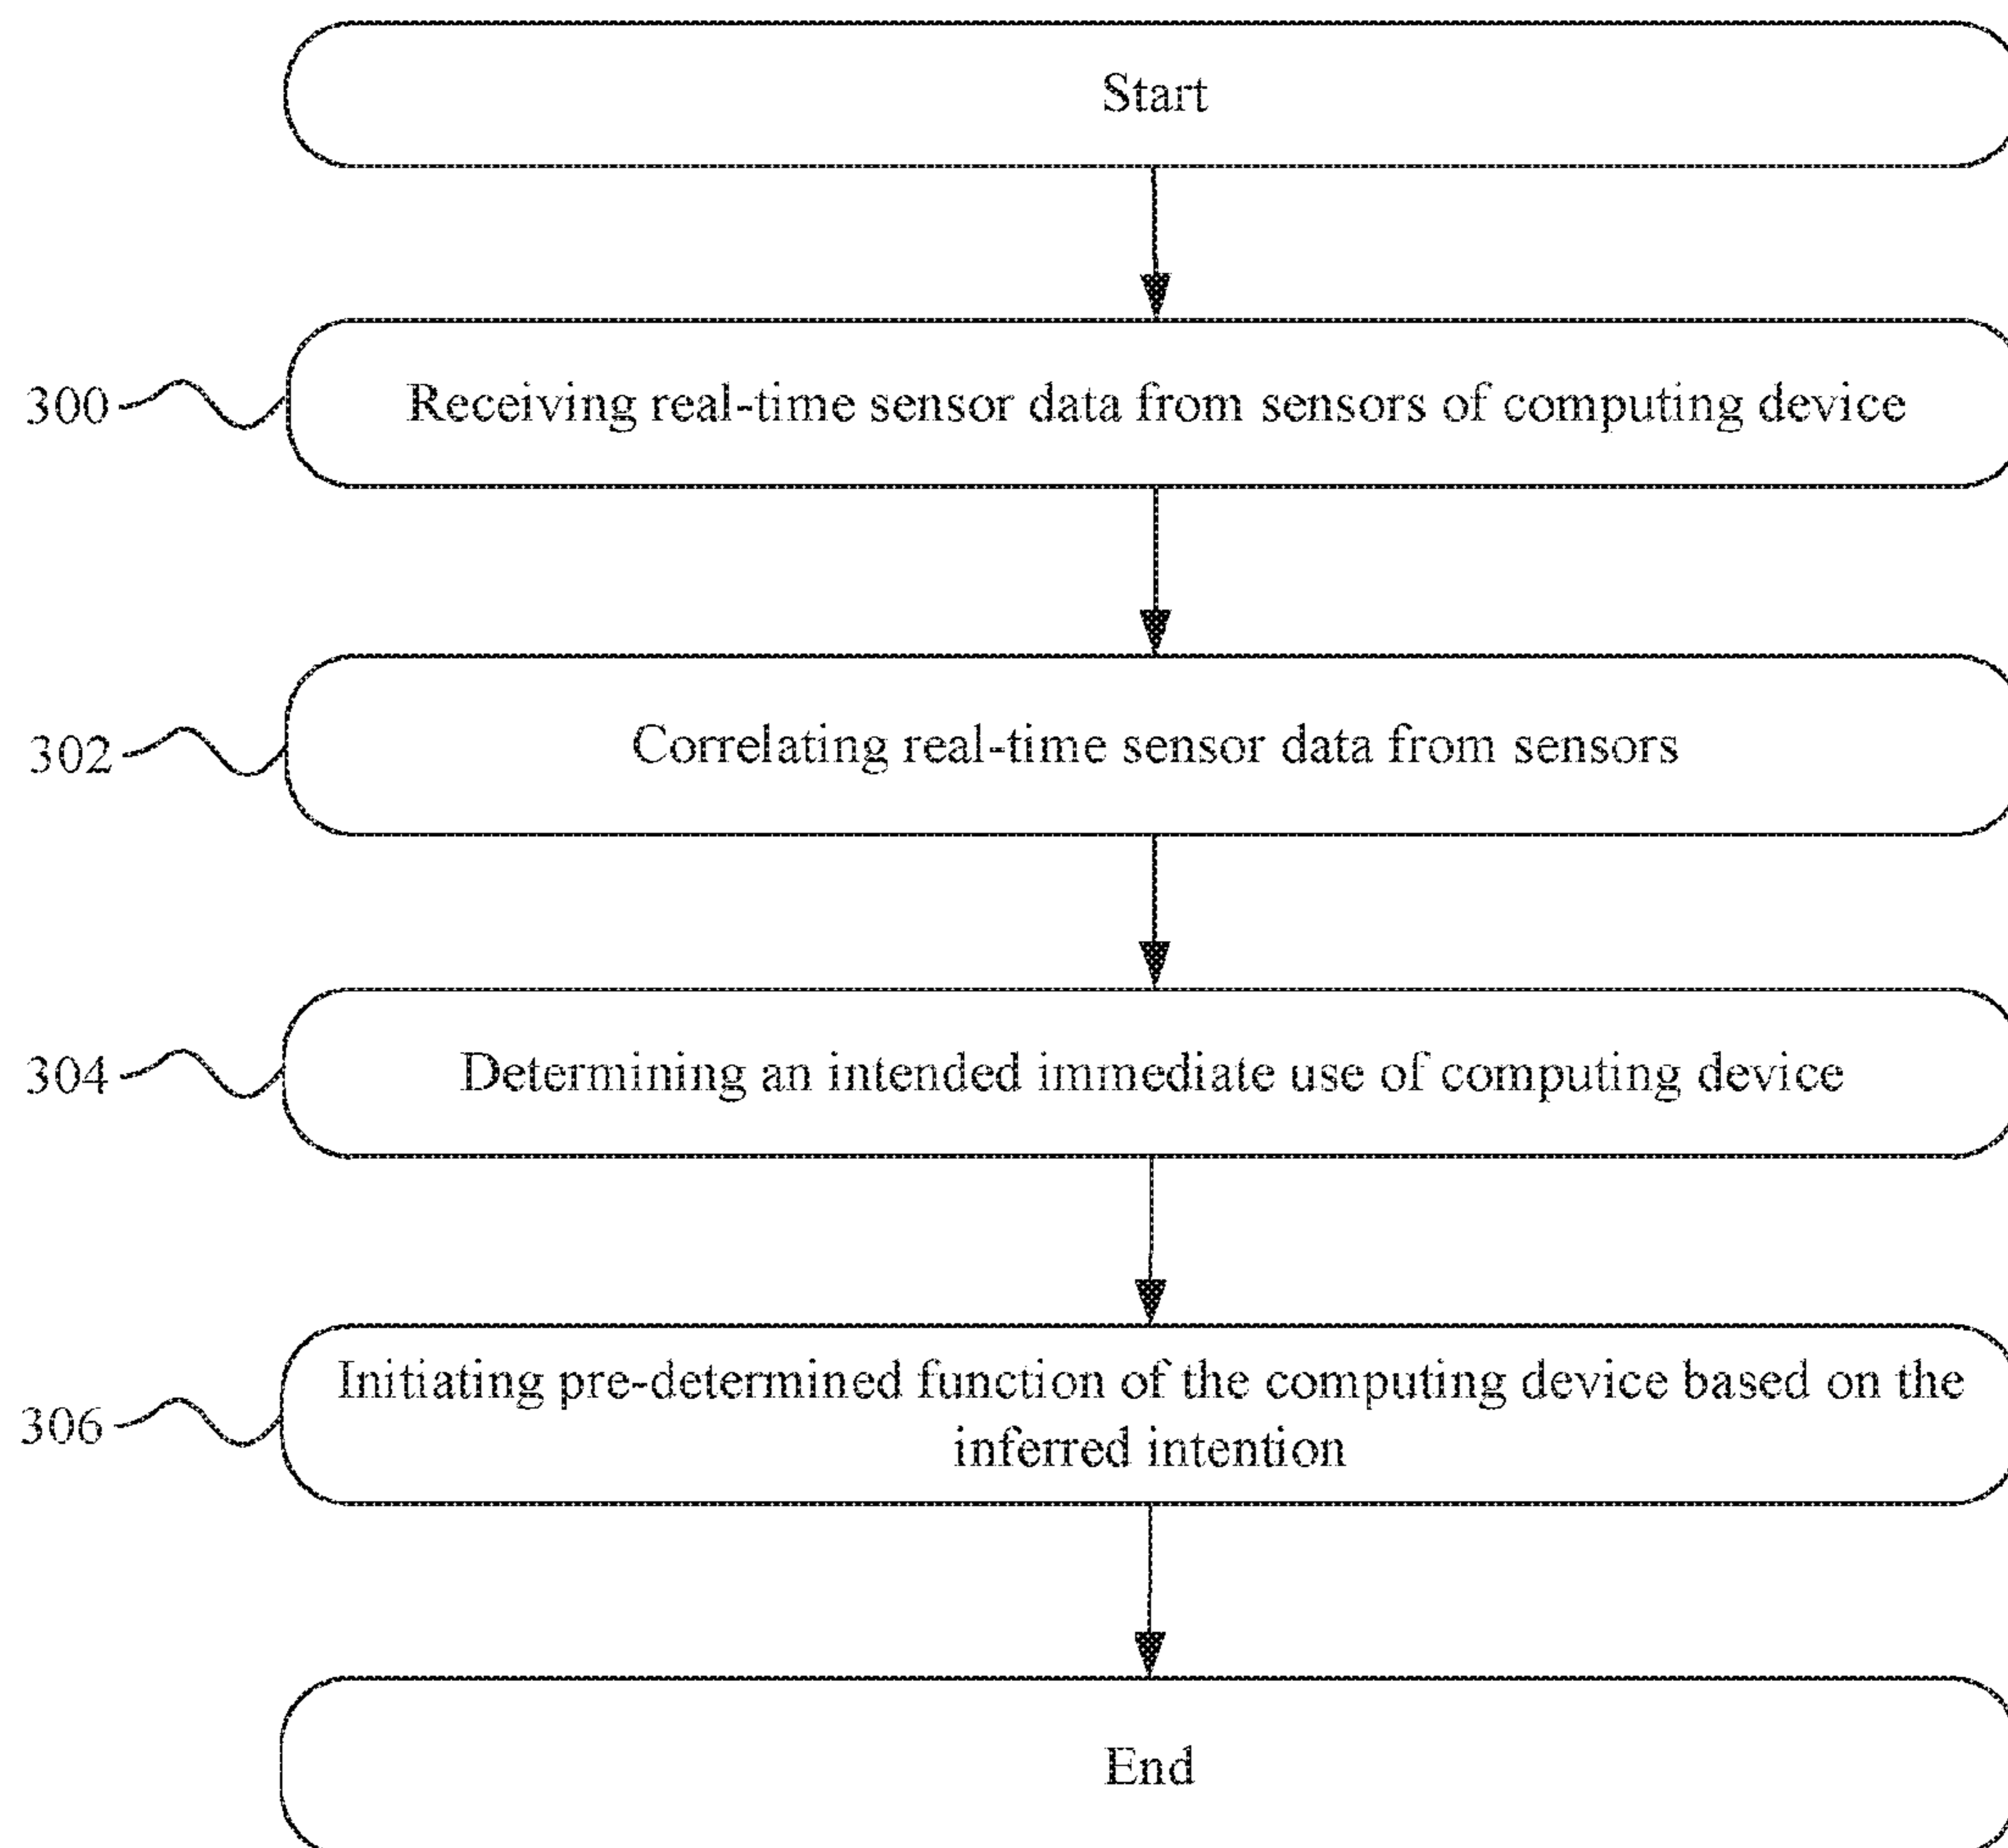 Start
300
Receiving real-time sensor data from sensors of computing device
302
Correlating real-time sensor data from sensors
304
Determining an intended immediate use of computing device
306
Initiating pre-determined function of the computing device based on the
inferred intention
End